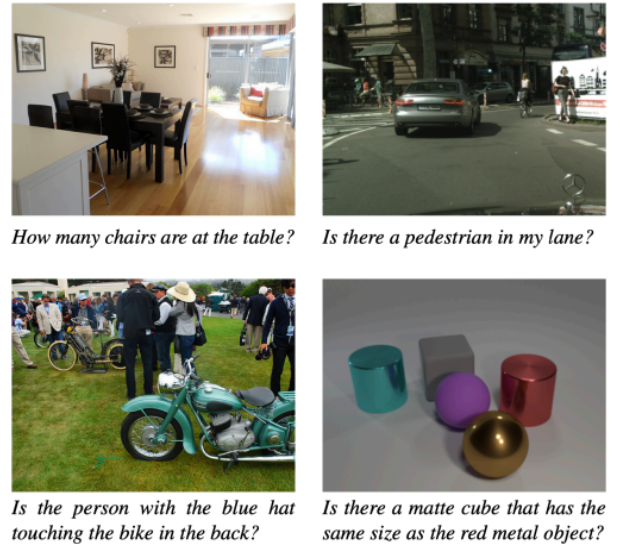 How many chairs are at the table?
Is there a pedestrian in my lane?
Is the person with the blue hat
touching the bike in the back?
Is there a matte cube that has the
same size as the red metal object?